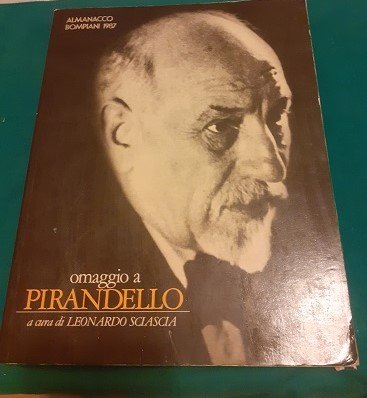 ALMANACCO
BOMPIANI 1987
omaggio a
PIRANDELLO
a cura di LEONARDO SCIASCIA